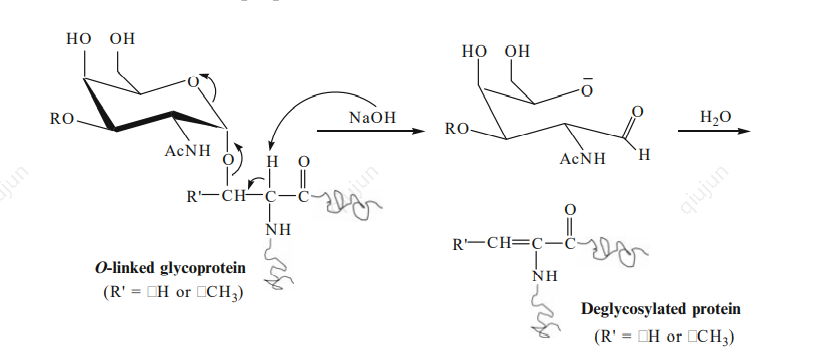 HO OH
O
RO
AcNH
O
H O
R'—CH—C—C
NH
O-linked glycoprotein
(R' = □H or □CH3)
NaOH
HO OH
O
RO
O
AcNH H
H2O
O
R'—CH=C—C
NH
Deglycosylated protein
(R' = □H or □CH3)
jun
qiujun
qiujun